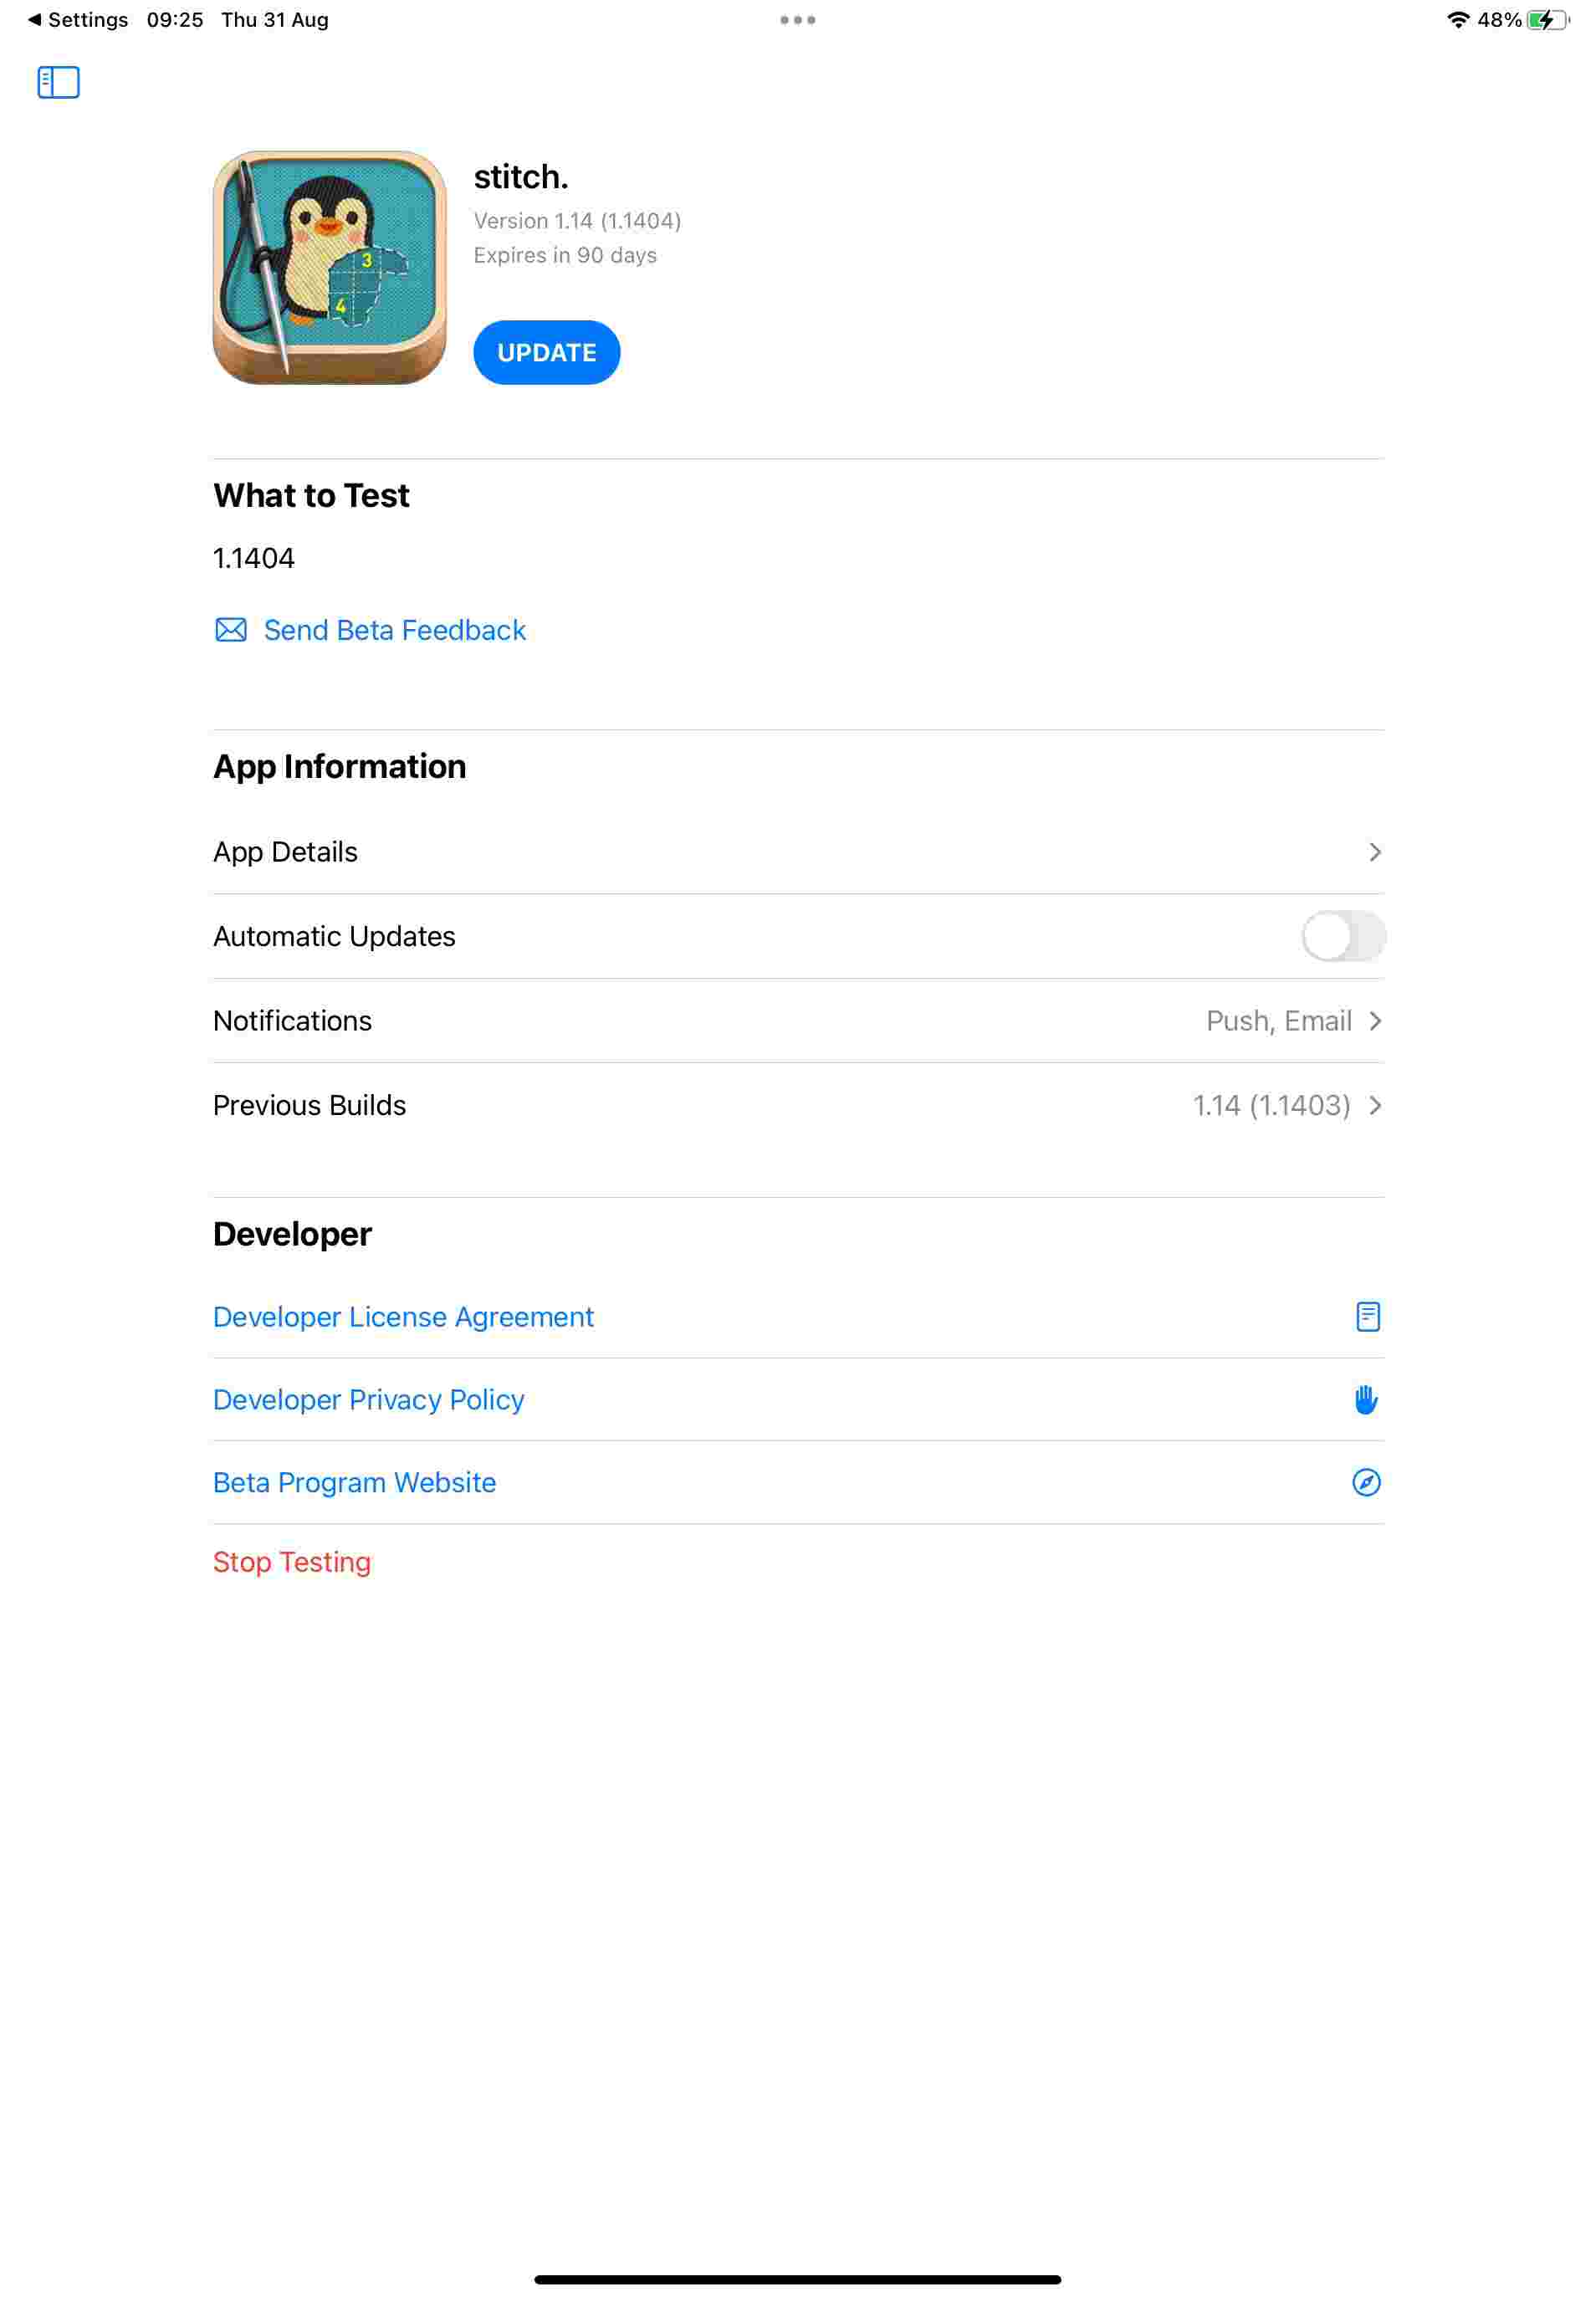 ◀ Settings 09:25 Thu 31 Aug 48%
stitch.
Version 1.14 (1.1404)
Expires in 90 days
3
4
UPDATE
What to Test
1.1404
Send Beta Feedback
App Information
App Details
Automatic Updates
Notifications Push, Email
Previous Builds 1.14 (1.1403)
Developer
Developer License Agreement
Developer Privacy Policy
Beta Program Website
Stop Testing